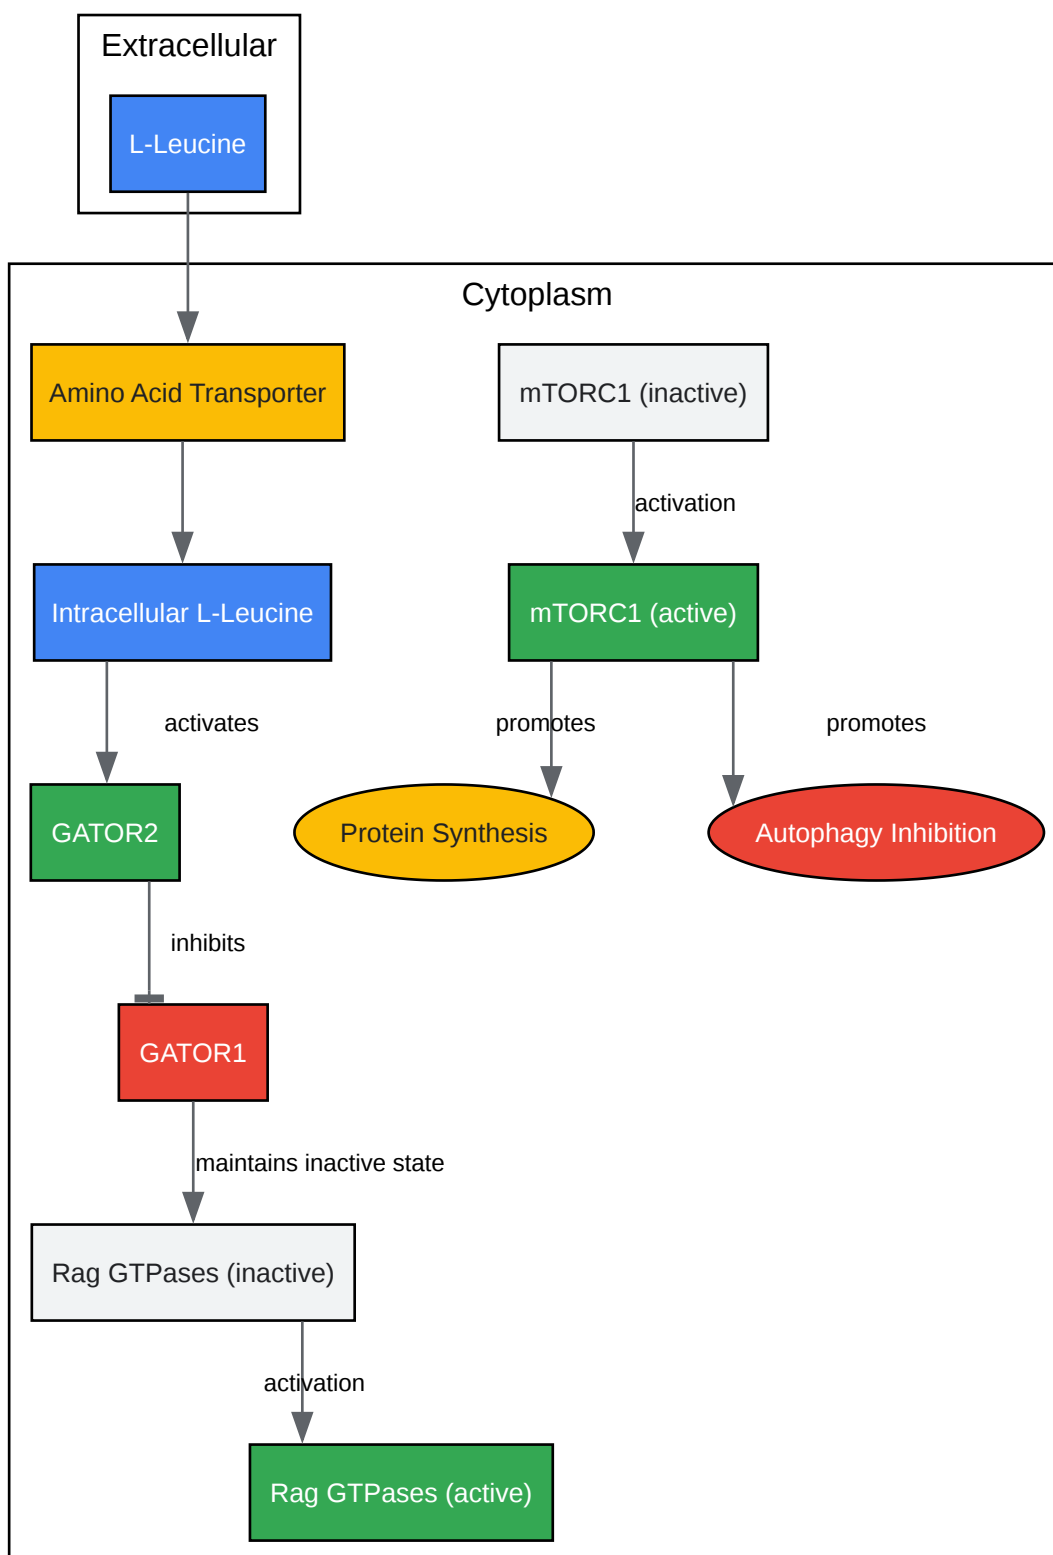 Extracellular
L-Leucine
Cytoplasm
Amino Acid Transporter
mTORC1 (inactive)
activation
Intracellular L-Leucine
mTORC1 (active)
activates
promotes
promotes
GATOR2
Protein Synthesis
Autophagy Inhibition
inhibits
GATOR1
maintains inactive state
Rag GTPases (inactive)
activation
Rag GTPases (active)